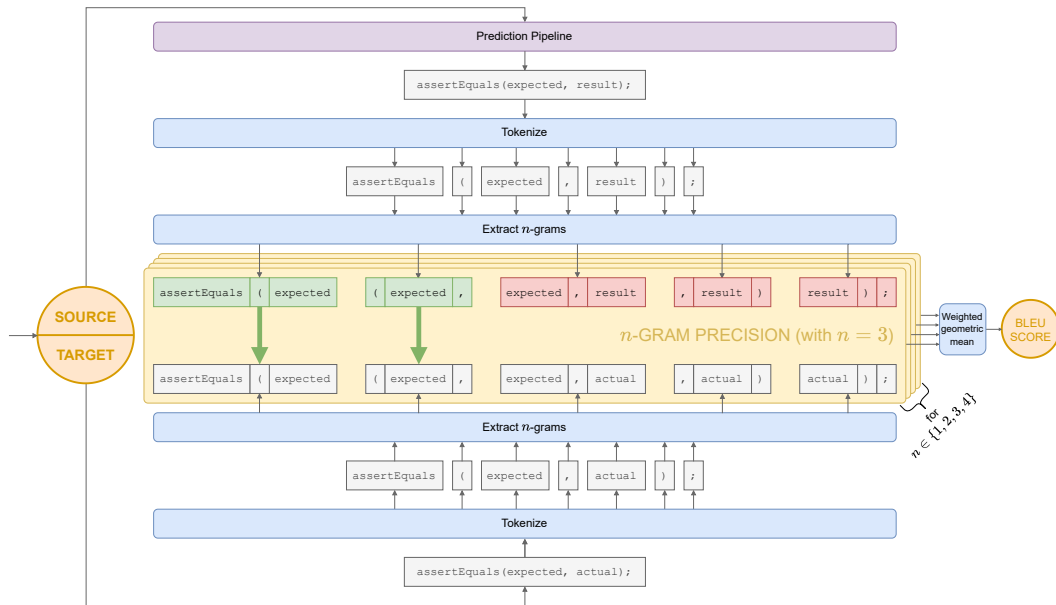 Prediction Pipeline
assertEquals(expected, result);
Tokenize
assertEquals ( expected , result ) ;
Extract n-grams
assertEquals ( expected ( expected , expected , result , result ) result ) ;
SOURCE
TARGET
n-GRAM PRECISION (with n = 3)
Weighted
geometric
mean
BLEU
SCORE
assertEquals ( expected ( expected , expected , actual , actual ) actual ) ;
for
n ∈ {1, 2, 3, 4}
Extract n-grams
assertEquals ( expected , actual ) ;
Tokenize
assertEquals(expected, actual);